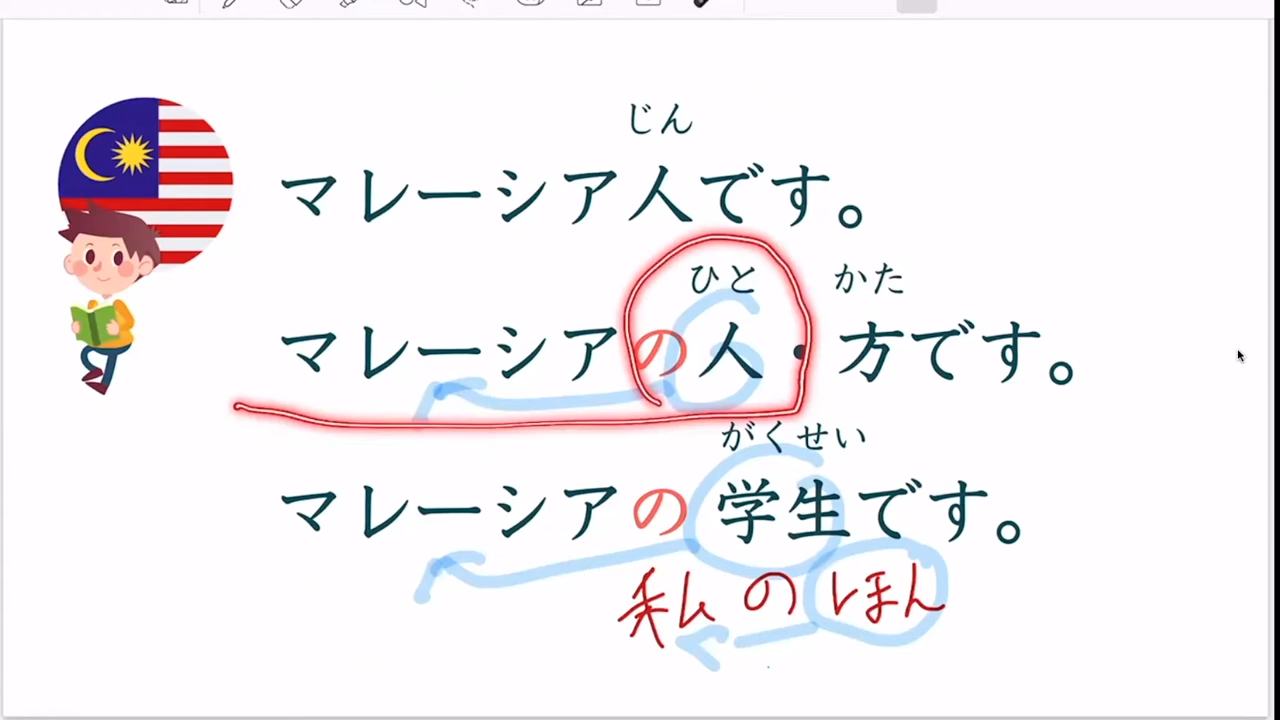 じん
マレーシア人です。
ひと かた
マレーシアの人・方です。
がくせい
マレーシアの学生です。
私のほん